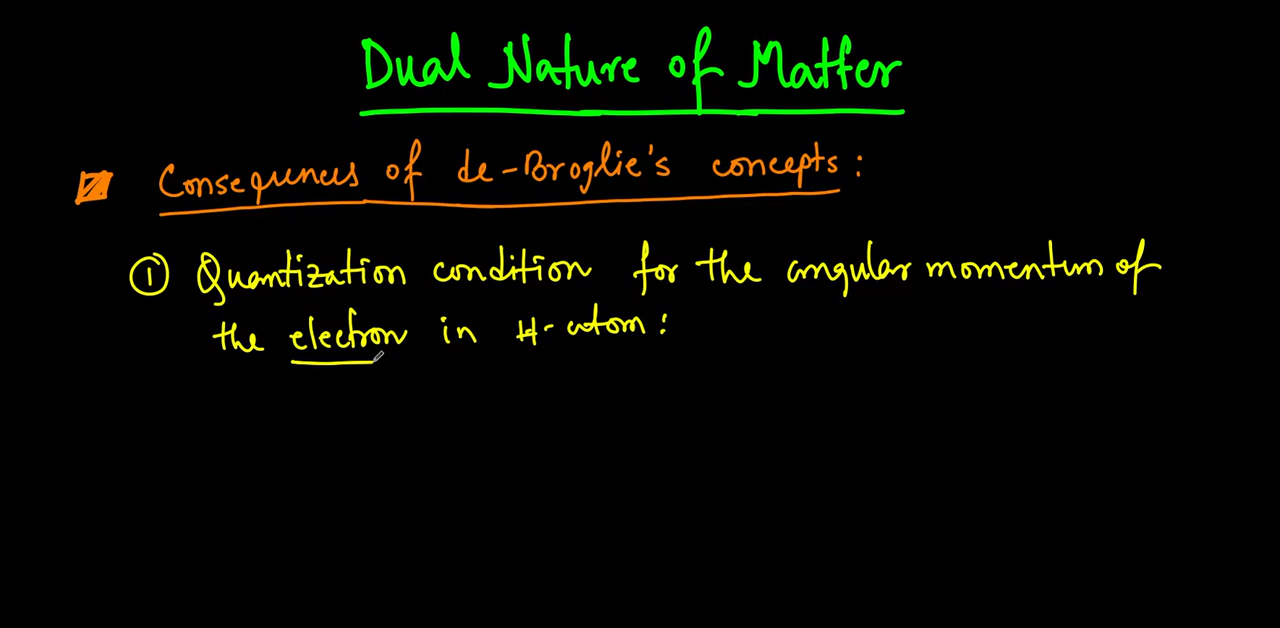 Dual Nature of Matter
Consequences of de-Broglie's concepts:
① Quantization condition for the angular momentum of
the electron in H-atom: